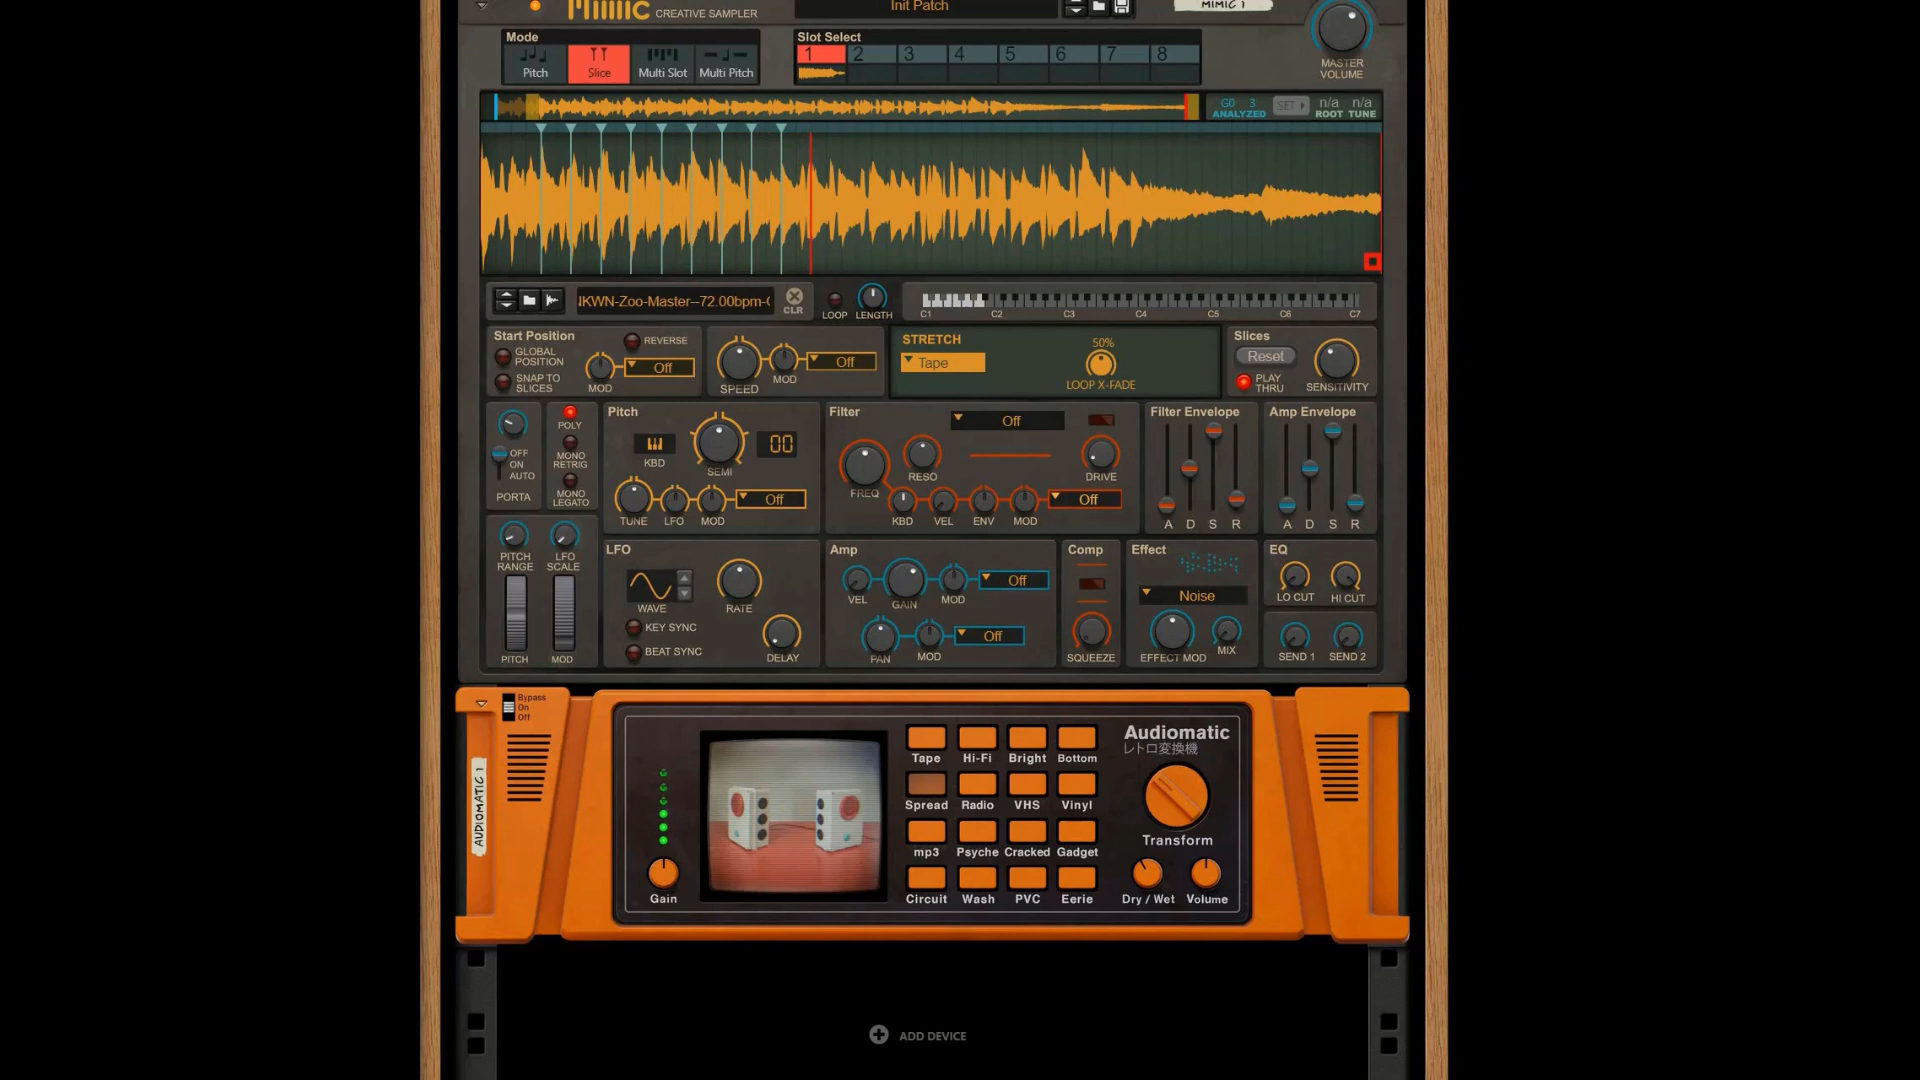 Mimic CREATIVE SAMPLER
Init Patch
MIMIC 1
MASTER VOLUME
Mode
Pitch
Slice
Multi Slot
Multi Pitch
Slot Select
1 2 3 4 5 6 7 8
G0 3
ANALYZED
SET
n/a n/a
ROOT TUNE
KWN-Zoo-Master--72.00bpm-
CLR
LOOP
LENGTH
C1 C2 C3 C4 C5 C6 C7
Start Position
GLOBAL POSITION
SNAP TO SLICES
REVERSE
MOD
Off
SPEED
MOD
Off
STRETCH
Tape
50%
LOOP X-FADE
Slices
Reset
PLAY THRU
SENSITIVITY
OFF
ON
AUTO
PORTA
POLY
MONO RETRIG
MONO LEGATO
Pitch
KBD
SEMI
00
TUNE
LFO
MOD
Off
Filter
Off
FREQ
RESO
DRIVE
KBD
VEL
ENV
MOD
Off
Filter Envelope
A D S R
Amp Envelope
A D S R
PITCH RANGE
LFO SCALE
PITCH
MOD
LFO
WAVE
RATE
KEY SYNC
BEAT SYNC
DELAY
Amp
VEL
GAIN
MOD
Off
PAN
MOD
Off
Comp
SQUEEZE
Effect
Noise
EFFECT MOD
MIX
EQ
LO CUT
HI CUT
SEND 1
SEND 2
Bypass
On
Off
AUDIOMATIC 1
Gain
Tape Hi-Fi Bright Bottom
Spread Radio VHS Vinyl
mp3 Psyche Cracked Gadget
Circuit Wash PVC Eerie
Audiomatic
レトロ変換機
Transform
Dry / Wet
Volume
ADD DEVICE